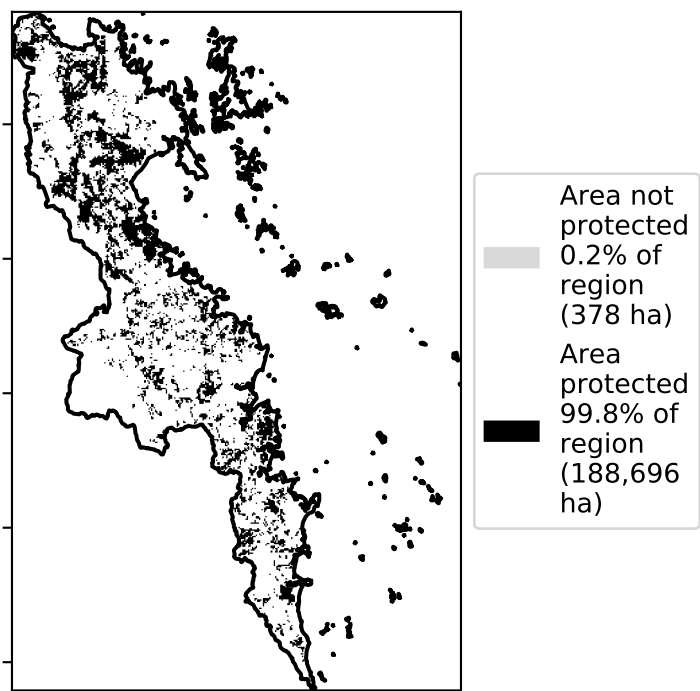 Area not
protected
0.2% of
region
(378 ha)
Area
protected
99.8% of
region
(188,696
ha)